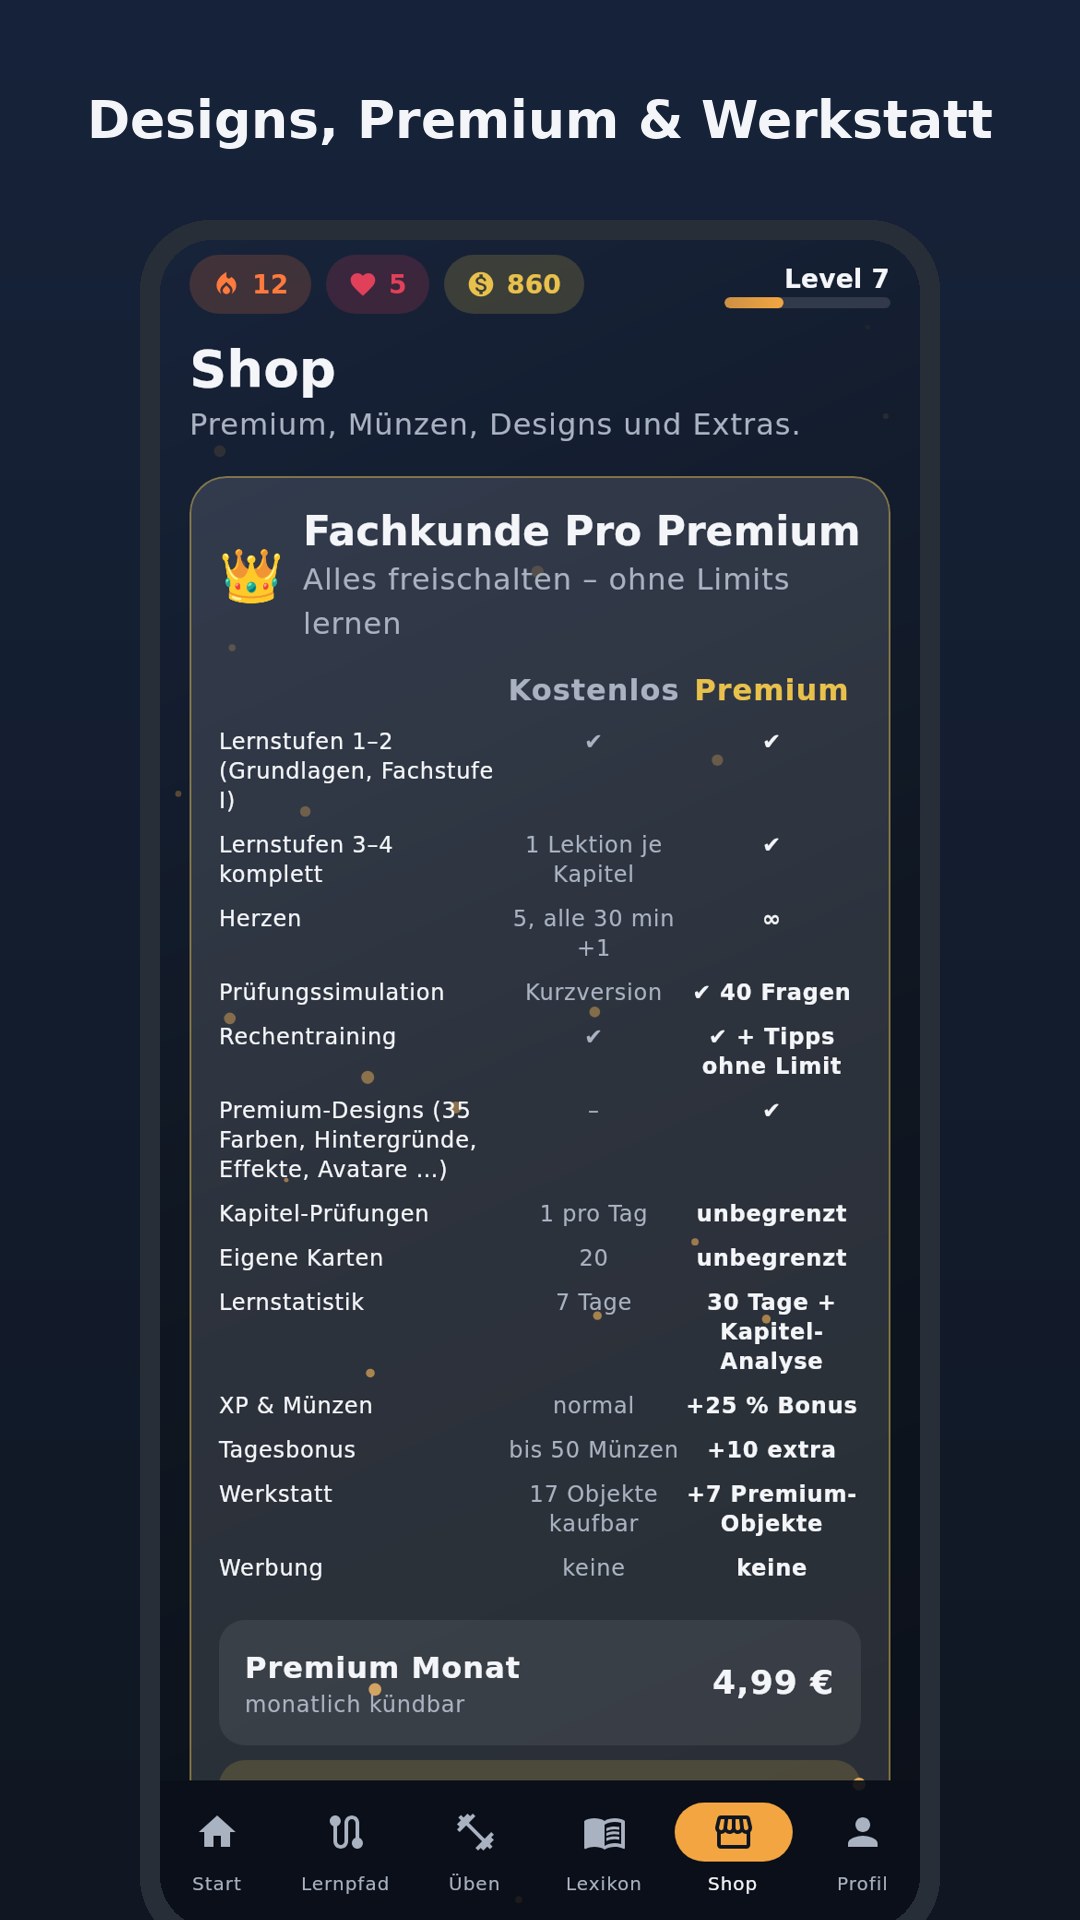 Designs, Premium & Werkstatt
12 5 860 Level 7
Shop
Premium, Münzen, Designs und Extras.
Fachkunde Pro Premium
Alles freischalten – ohne Limits
lernen
Kostenlos Premium
Lernstufen 1–2 ✔ ✔
(Grundlagen, Fachstufe
I)
Lernstufen 3–4 1 Lektion je ✔
komplett Kapitel
Herzen 5, alle 30 min ∞
+1
Prüfungssimulation Kurzversion ✔ 40 Fragen
Rechentraining ✔ ✔ + Tipps
ohne Limit
Premium-Designs (35 – ✔
Farben, Hintergründe,
Effekte, Avatare ...)
Kapitel-Prüfungen 1 pro Tag unbegrenzt
Eigene Karten 20 unbegrenzt
Lernstatistik 7 Tage 30 Tage +
Kapitel-
Analyse
XP & Münzen normal +25 % Bonus
Tagesbonus bis 50 Münzen +10 extra
Werkstatt 17 Objekte +7 Premium-
kaufbar Objekte
Werbung keine keine
Premium Monat 4,99 €
monatlich kündbar
Start Lernpfad Üben Lexikon Shop Profil